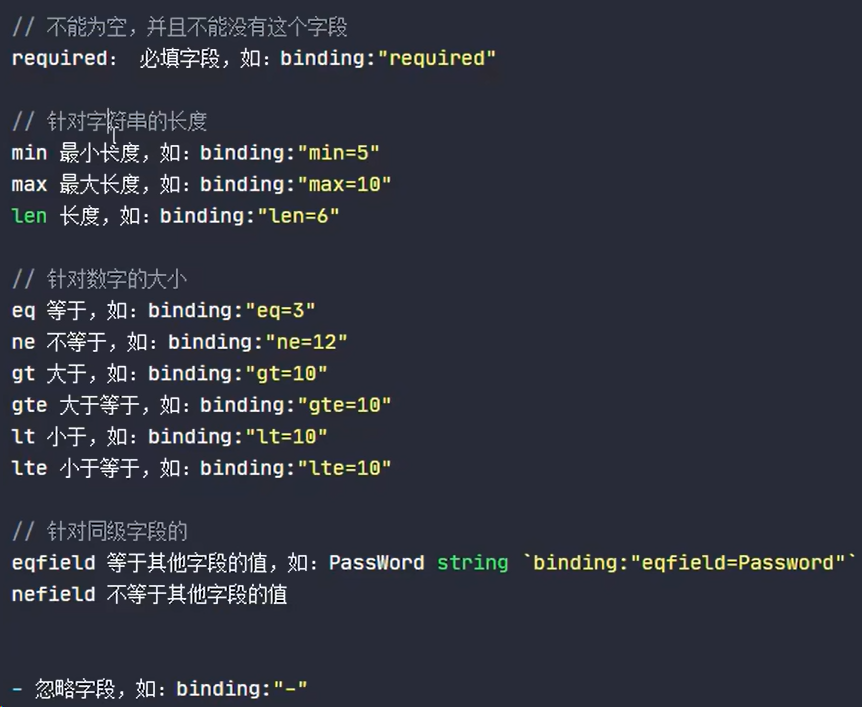 // 不能为空，并且不能没有这个字段
required： 必填字段，如：binding:"required"
// 针对字符串的长度
min 最小长度，如：binding:"min=5"
max 最大长度，如：binding:"max=10"
len 长度，如：binding:"len=6"
// 针对数字的大小
eq 等于，如：binding:"eq=3"
ne 不等于，如：binding:"ne=12"
gt 大于，如：binding:"gt=10"
gte 大于等于，如：binding:"gte=10"
lt 小于，如：binding:"lt=10"
lte 小于等于，如：binding:"lte=10"
// 针对同级字段的
eqfield 等于其他字段的值，如：PassWord string `binding:"eqfield=Password"`
nefield 不等于其他字段的值
- 忽略字段，如：binding:"-"